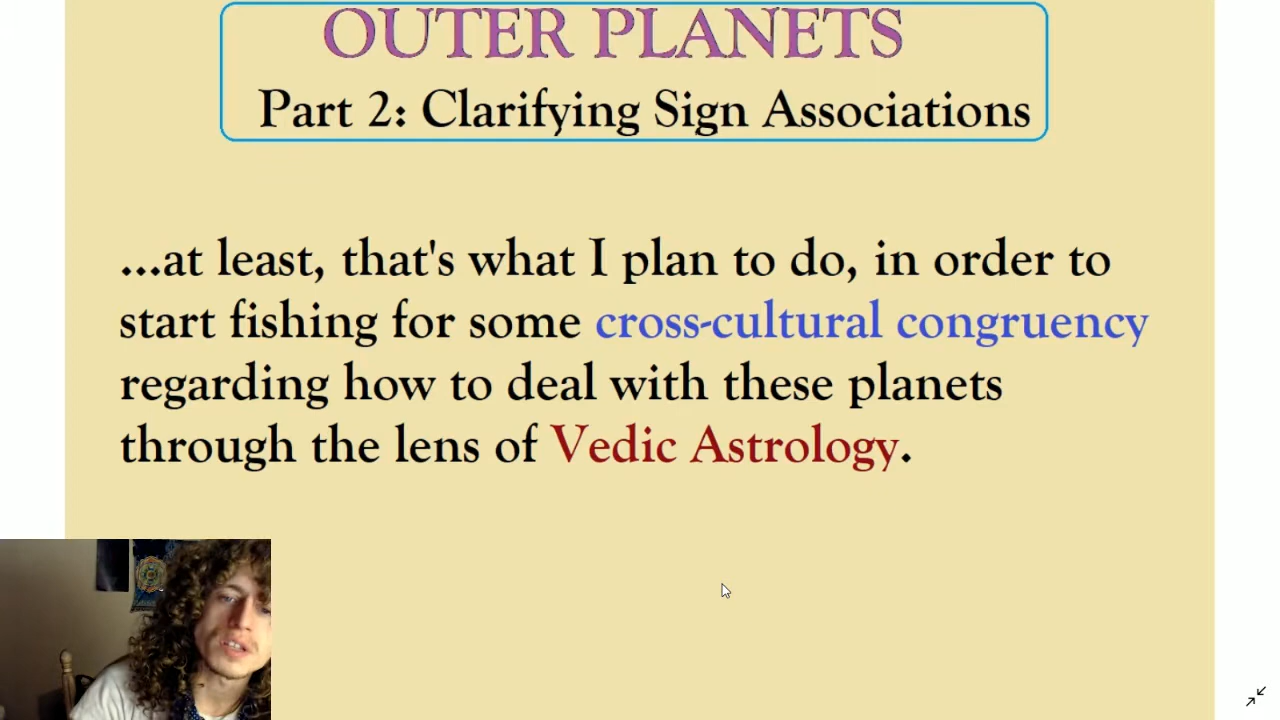 OUTER PLANETS
Part 2: Clarifying Sign Associations
...at least, that's what I plan to do, in order to
start fishing for some cross-cultural congruency
regarding how to deal with these planets
through the lens of Vedic Astrology.